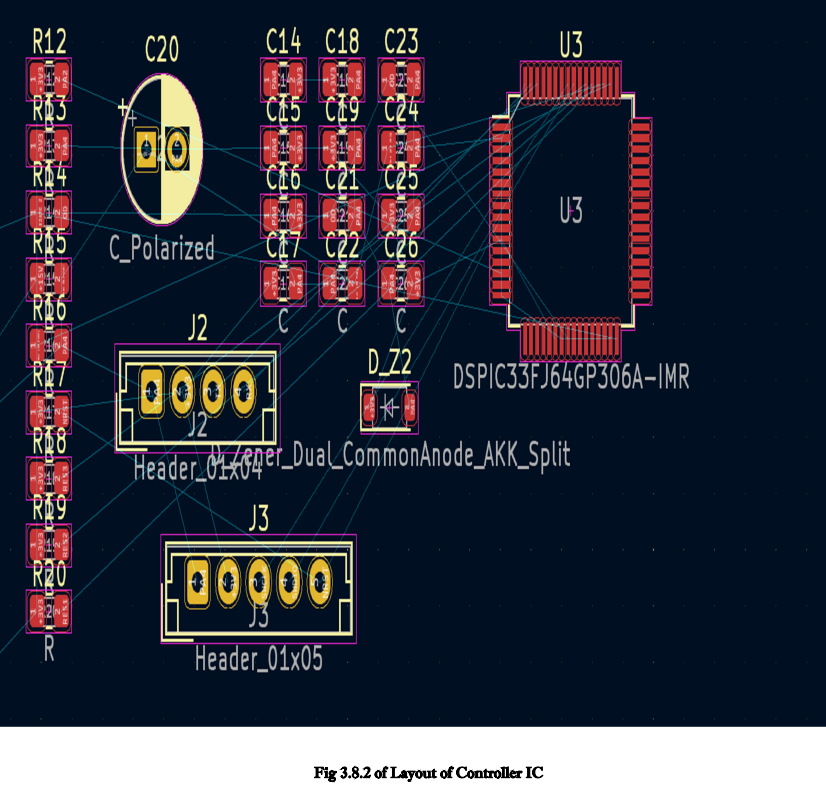 R12
C20
C14 C18 C23
U3
R13
C15 C19 C24
R14
C16 C21 C25
U3
R15
C_Polarized
C17 C22 C26
R16
C C C
J2
D_Z2
R17
DSPIC33FJ64GP306A-IMR
J2
R18
Header_01x04
D_Zener_Dual_CommonAnode_AKK_Split
R19
J3
R20
J3
R
Header_01x05
Fig 3.8.2 of Layout of Controller IC